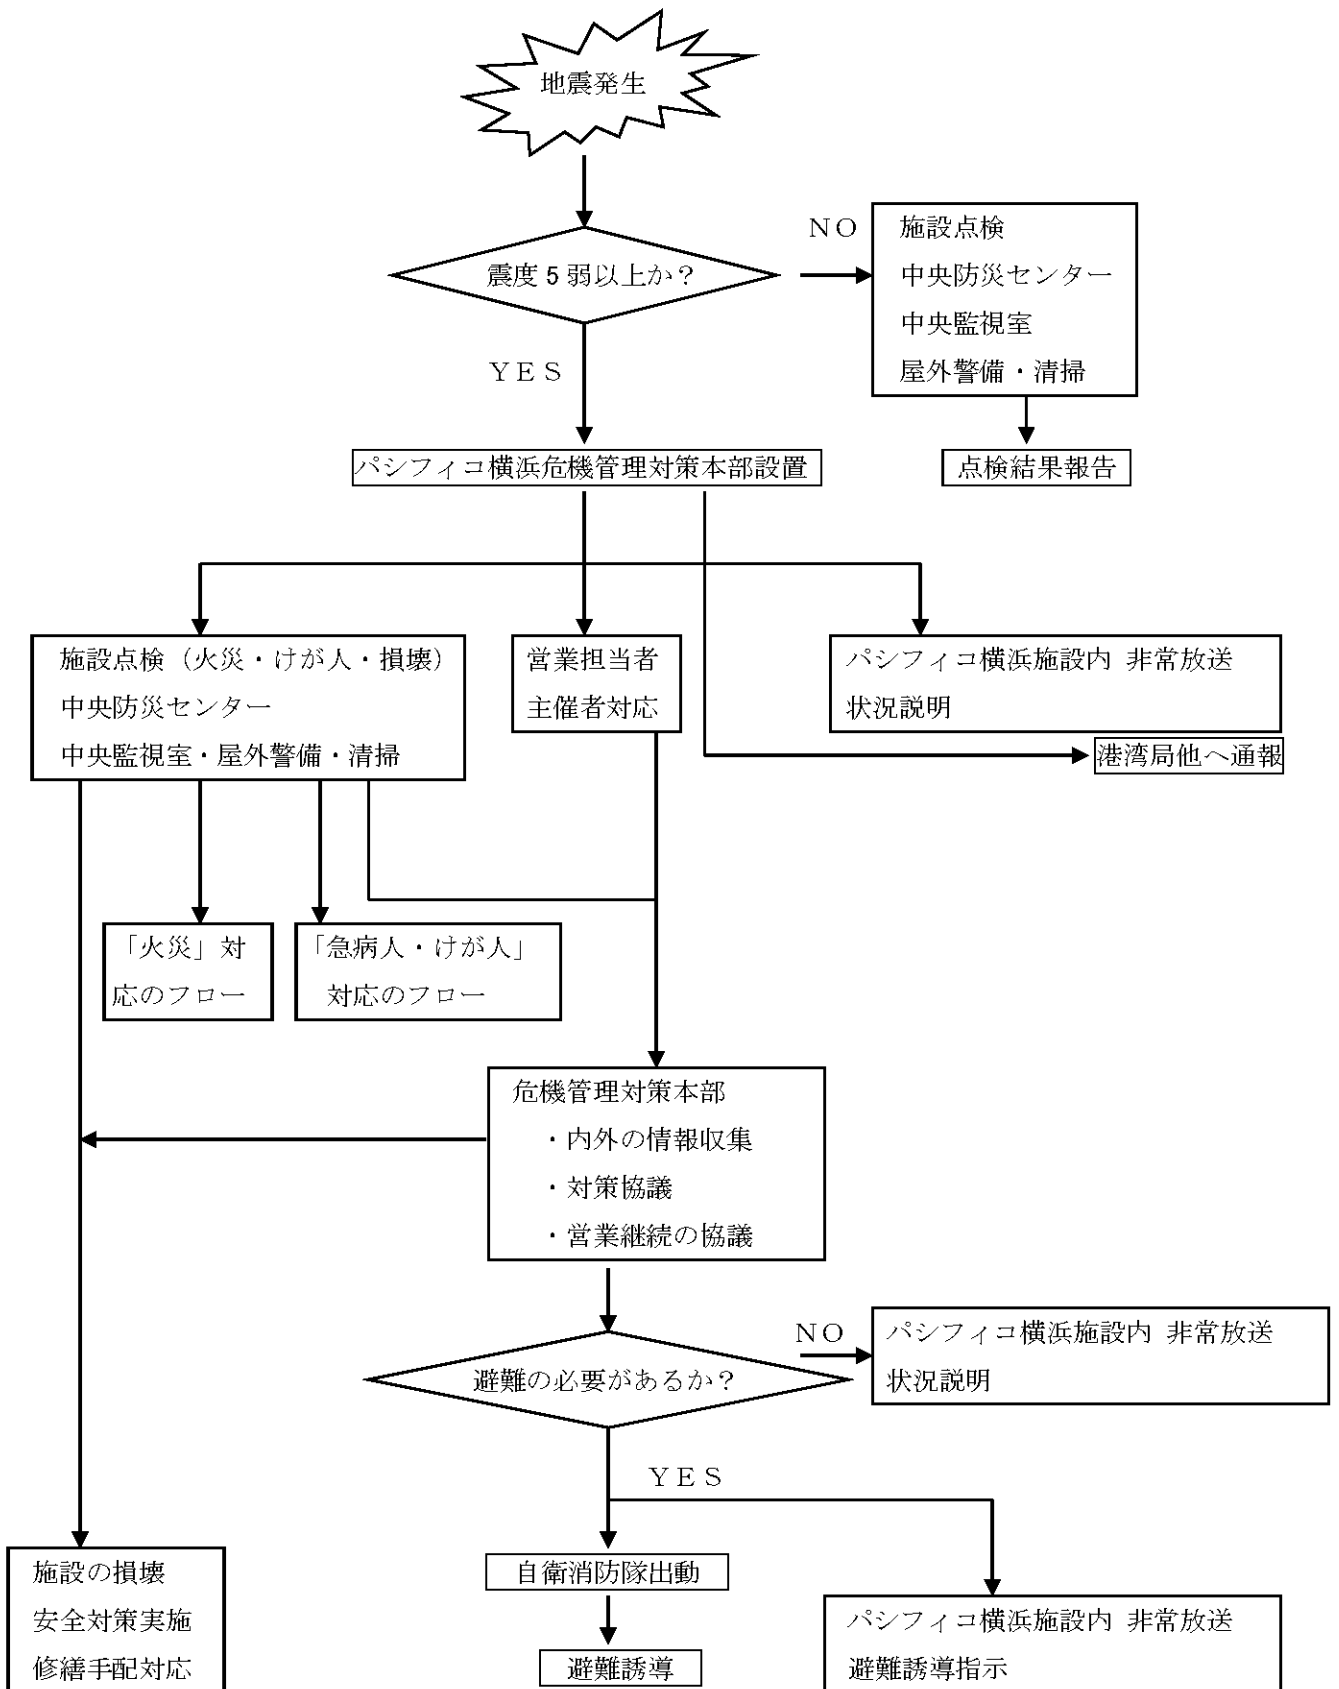 地震発生
震度5弱以上か?
NO
施設点検
中央防災センター
中央監視室
屋外警備・清掃
YES
パシフィコ横浜危機管理対策本部設置
点検結果報告
施設点検(火災・けが人・損壊)
中央防災センター
中央監視室・屋外警備・清掃
営業担当者
主催者対応
パシフィコ横浜施設内 非常放送
状況説明
港湾局他へ通報
「火災」対
応のフロー
「急病人・けが人」
対応のフロー
危機管理対策本部
・内外の情報収集
・対策協議
・営業継続の協議
避難の必要があるか?
NO
パシフィコ横浜施設内 非常放送
状況説明
YES
施設の損壊
安全対策実施
修繕手配対応
自衛消防隊出動
避難誘導
パシフィコ横浜施設内 非常放送
避難誘導指示